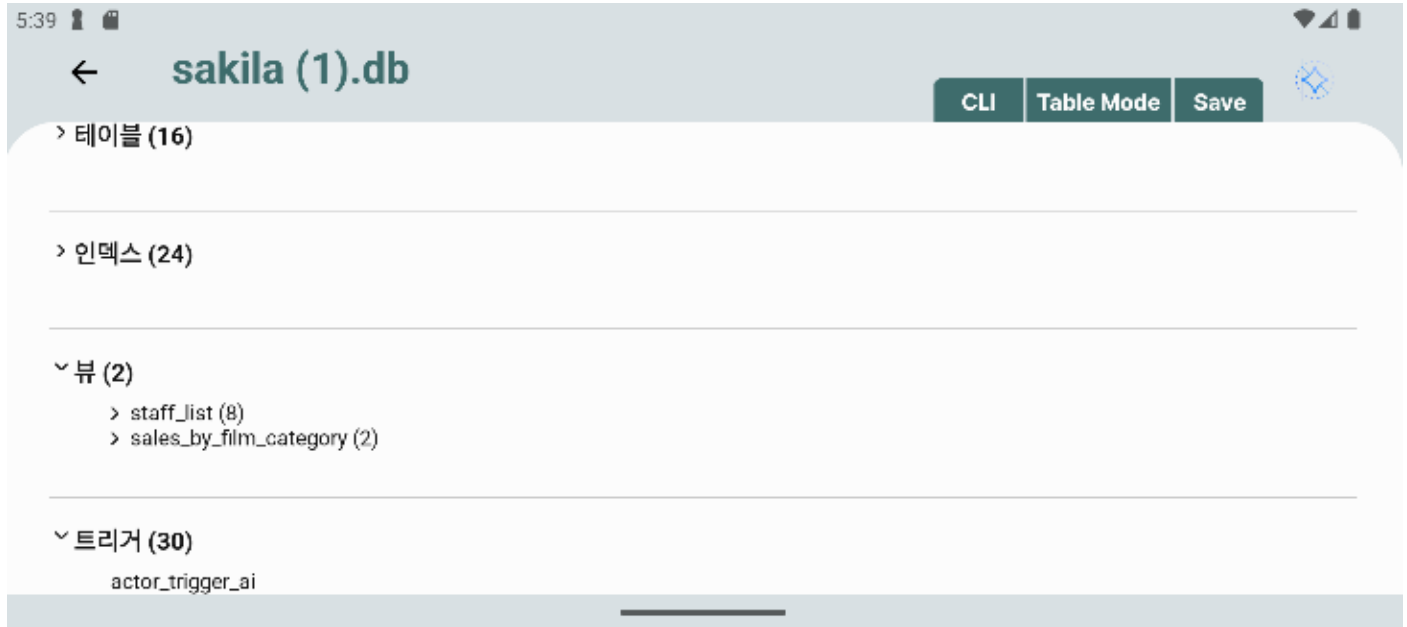 5:39
sakila (1).db
CLI Table Mode Save
테이블 (16)
인덱스 (24)
뷰 (2)
staff_list (8)
sales_by_film_category (2)
트리거 (30)
actor_trigger_ai